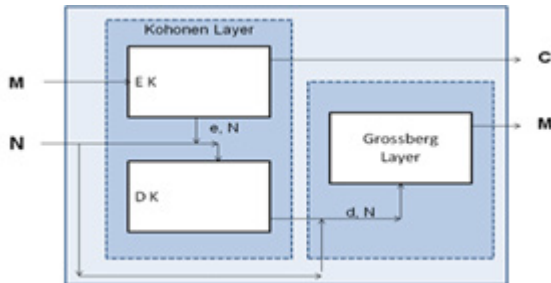 Kohonen Layer
M
E K
C
e, N
N
D K
Grossberg
Layer
M
d, N